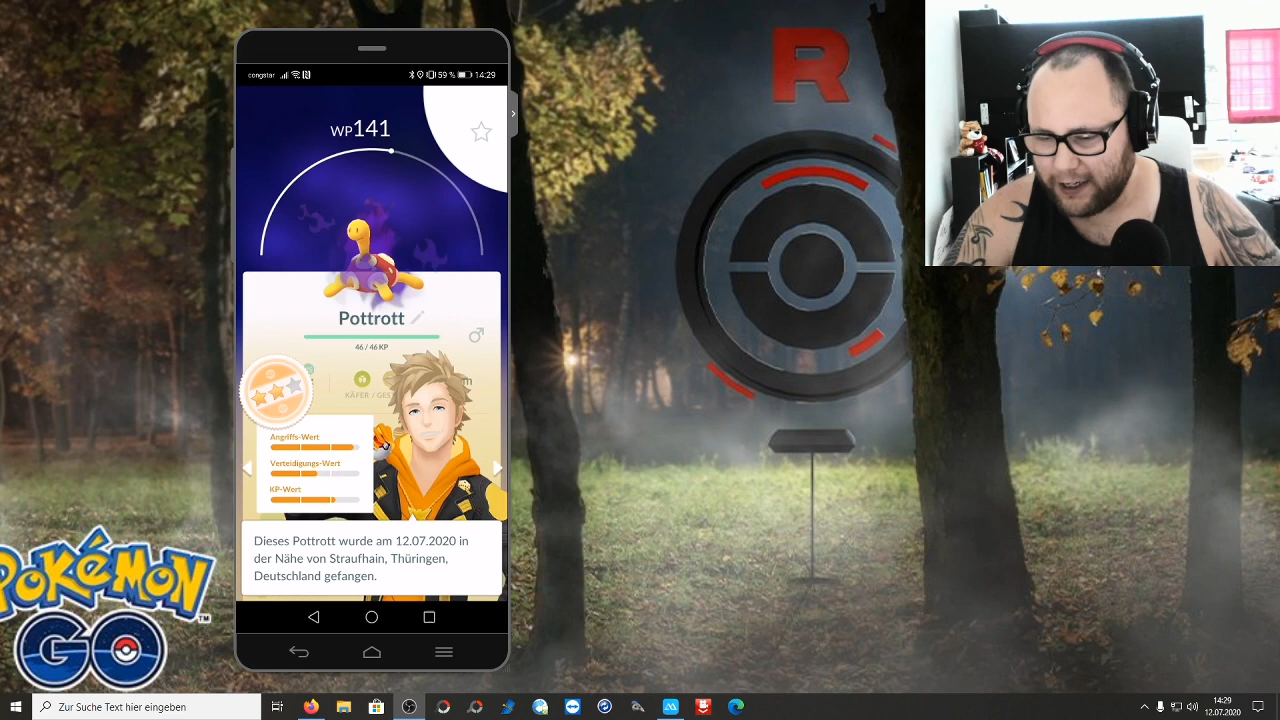 R
congstar
59 %
14:29
WP141
Pottrott
46 / 46 KP
KÄFER / GES
m
Angriffs-Wert
Verteidigungs-Wert
KP-Wert
Dieses Pottrott wurde am 12.07.2020 in
der Nähe von Straufhain, Thüringen,
Deutschland gefangen.
POKÉMON
GO
TM
Zur Suche Text hier eingeben
14:29
12.07.2020